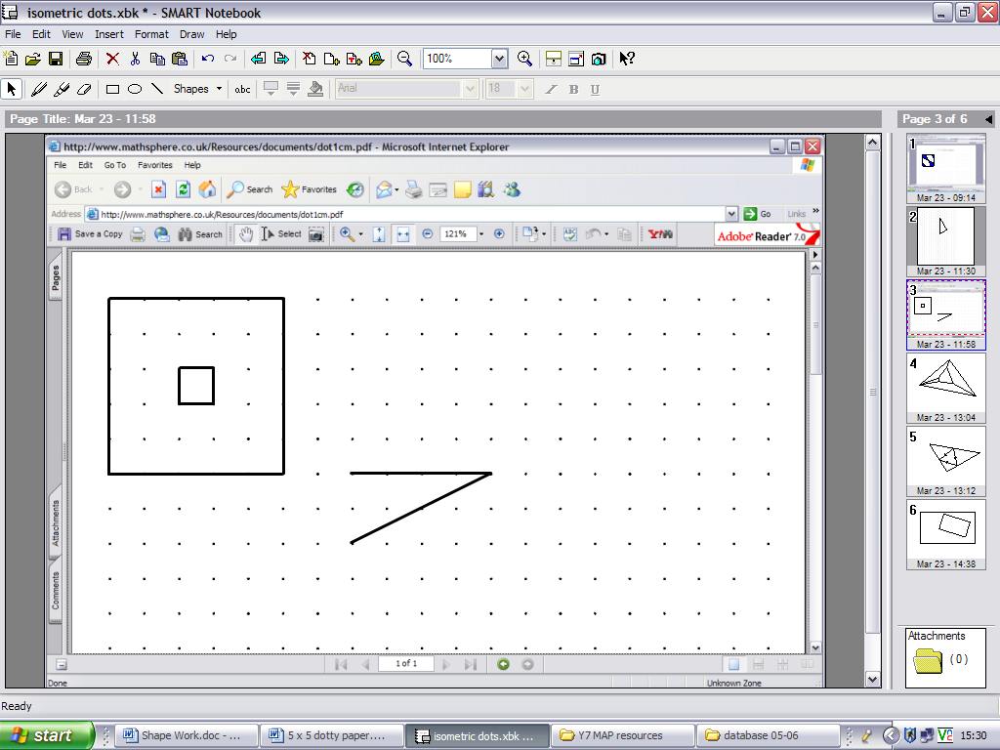 isometric dots.xbk * - SMART Notebook
File Edit View Insert Format Draw Help
100%
Shapes abc Arial 18 I B U
Page Title: Mar 23 - 11:58
Page 3 of 6
http://www.mathsphere.co.uk/Resources/documents/dot1cm.pdf - Microsoft Internet Explorer
File Edit Go To Favorites Help
Back Search Favorites
Address http://www.mathsphere.co.uk/Resources/documents/dot1cm.pdf Go Links »
Save a Copy Search Select 121% Y! Adobe® Reader® 7.0
Pages
Attachments
Comments
1 of 1
Done
Unknown Zone
1
Mar 23 - 09:14
2
Mar 23 - 11:30
3
Mar 23 - 11:58
4
Mar 23 - 13:04
5
Mar 23 - 13:12
6
Mar 23 - 14:38
Attachments
( 0 )
Ready
start Shape Work.doc - ... 5 x 5 dotty paper.... isometric dots.xbk ... Y7 MAP resources database 05-06 15:30